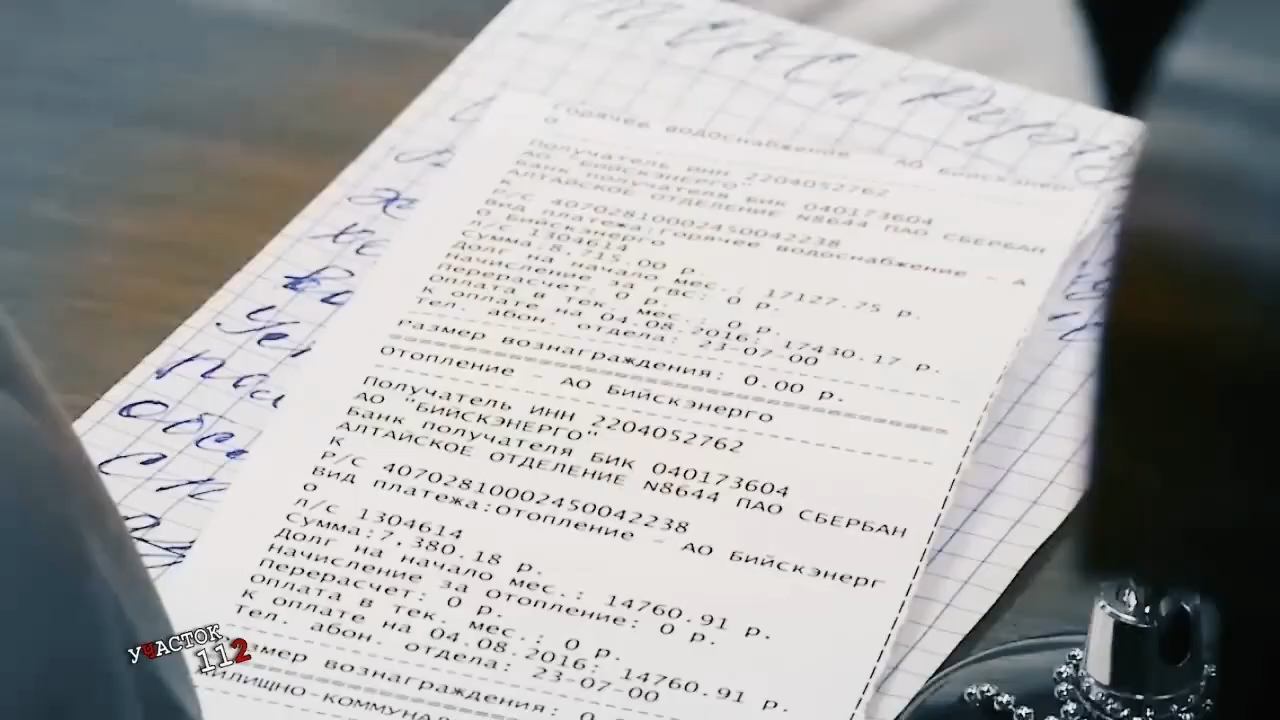 Горячее водоснабжение - АО Бийскэнерг
о
Получатель ИНН 2204052762
АО "БИЙСКЭНЕРГО"
Банк получателя БИК 040173604
АЛТАЙСКОЕ ОТДЕЛЕНИЕ N8644 ПАО СБЕРБАН
К
Р/С 40702810002450042238
Вид платежа:Горячее водоснабжение - А
О Бийскэнерго
л/с 1304614
Сумма:8,715.00 р.
Долг на начало мес.: 17127.75 р.
Начисление за ГВС: 0 р.
Перерасчет: 0 р.
Оплата в тек. мес.: 0 р.
К оплате на 04.08.2016: 17430.17 р.
Тел. абон. отдела: 23-07-00
Размер вознаграждения: 0.00 р.
Отопление - АО Бийскэнерго
Получатель ИНН 2204052762
АО "БИЙСКЭНЕРГО"
Банк получателя БИК 040173604
АЛТАЙСКОЕ ОТДЕЛЕНИЕ N8644 ПАО СБЕРБАН
К
Р/С 40702810002450042238
Вид платежа:Отопление - АО Бийскэнерг
о
л/с 1304614
Сумма:7,380.18 р.
Долг на начало мес.: 14760.91 р.
Начисление за отопление: 0 р.
Перерасчет: 0 р.
Оплата в тек. мес.: 0 р.
К оплате на 04.08.2016: 14760.91 р.
Тел. абон. отдела: 23-07-00
змер вознаграждения: 0
ЖИЛИЩНО-КОММУНАЛ
УЧАСТОК
112